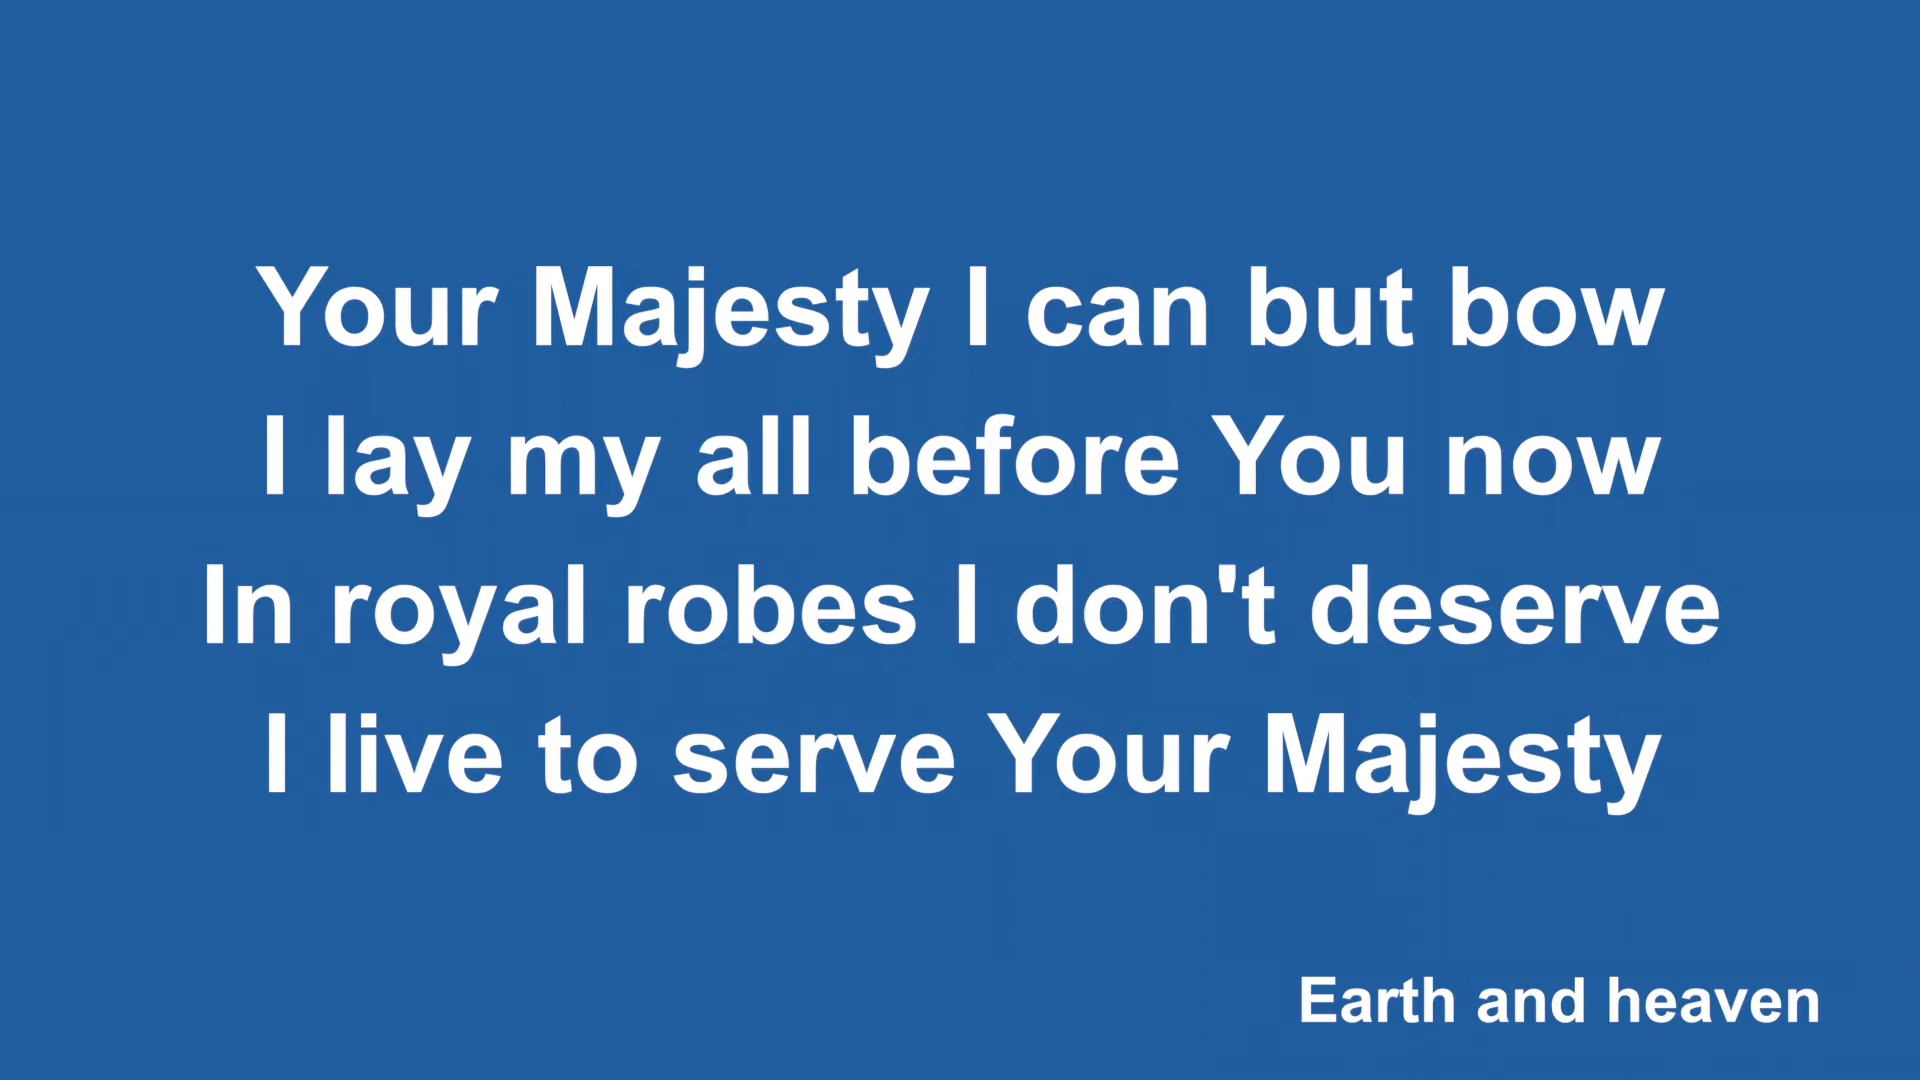 Your Majesty I can but bow
I lay my all before You now
In royal robes I don't deserve
I live to serve Your Majesty
Earth and heaven